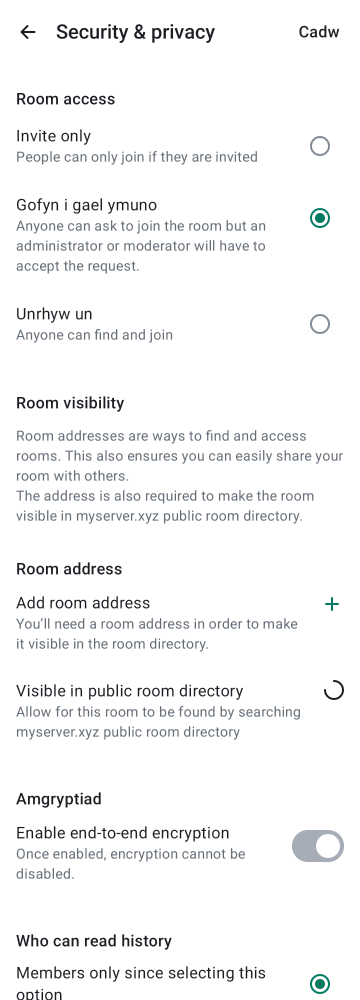 Security & privacy
Cadw
Room access
Invite only
People can only join if they are invited
Gofyn i gael ymuno
Anyone can ask to join the room but an
administrator or moderator will have to
accept the request.
Unrhyw un
Anyone can find and join
Room visibility
Room addresses are ways to find and access
rooms. This also ensures you can easily share your
room with others.
The address is also required to make the room
visible in myserver.xyz public room directory.
Room address
Add room address
You’ll need a room address in order to make
it visible in the room directory.
Visible in public room directory
Allow for this room to be found by searching
myserver.xyz public room directory
Amgryptiad
Enable end-to-end encryption
Once enabled, encryption cannot be
disabled.
Who can read history
Members only since selecting this
option